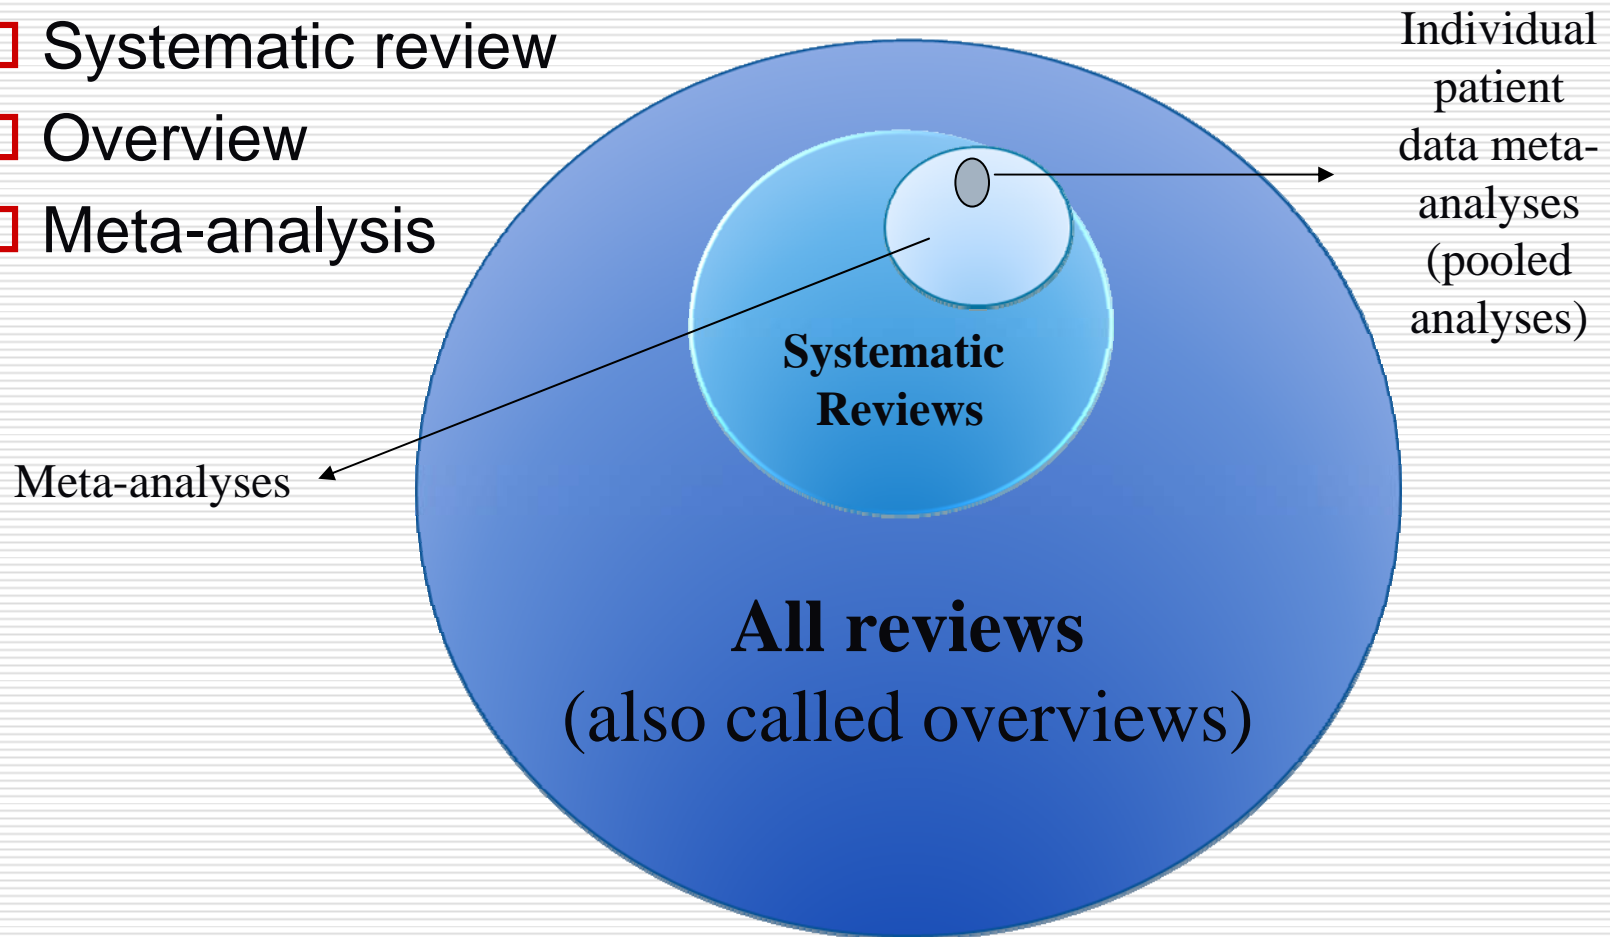 Systematic review
Overview
Meta-analysis
Individual
patient
data meta-
analyses
(pooled
analyses)
Systematic
Reviews
Meta-analyses
All reviews
(also called overviews)